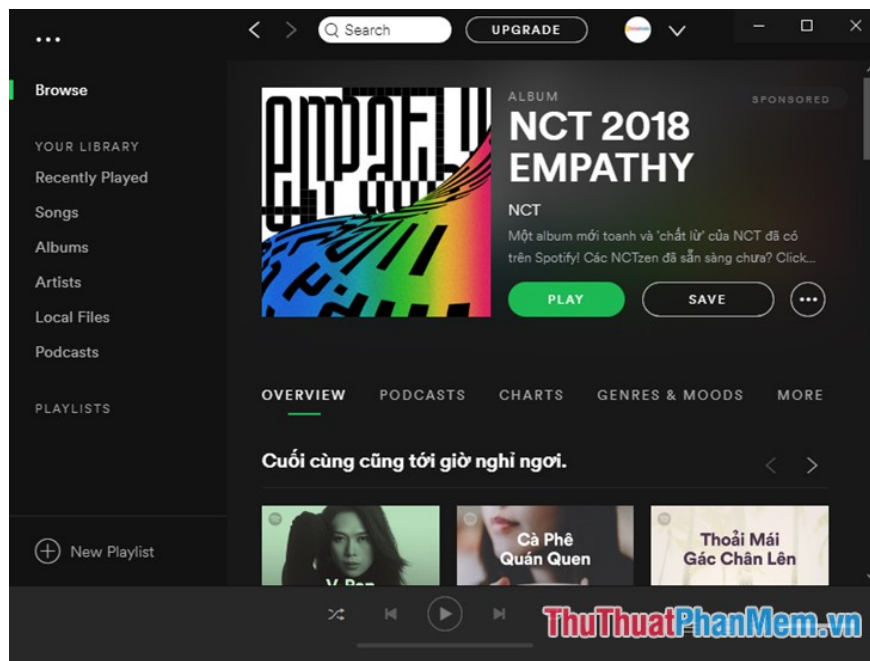 Search
UPGRADE
Browse
YOUR LIBRARY
Recently Played
Songs
Albums
Artists
Local Files
Podcasts
PLAYLISTS
New Playlist
empathy
ALBUM
SPONSORED
NCT 2018
EMPATHY
NCT
Một album mới toanh và 'chất lừ' của NCT đã có
trên Spotify! Các NCTzen đã sẵn sàng chưa? Click...
PLAY
SAVE
OVERVIEW PODCASTS CHARTS GENRES & MOODS MORE
Cuối cùng cũng tới giờ nghỉ ngơi.
V-Pop
Cà Phê
Quán Quen
Thoải Mái
Gác Chân Lên
ThuThuatPhanMem.vn